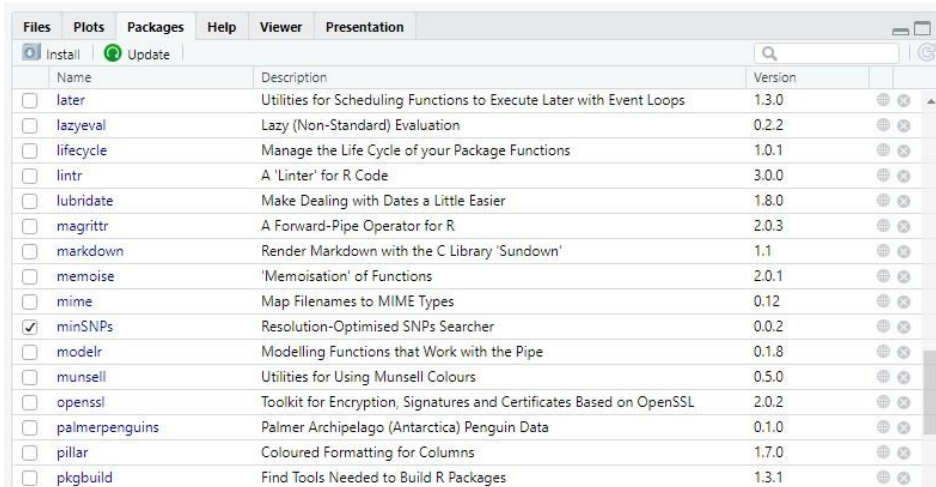 Files Plots Packages Help Viewer Presentation
Install Update
Name Description Version
later Utilities for Scheduling Functions to Execute Later with Event Loops 1.3.0
lazyeval Lazy (Non-Standard) Evaluation 0.2.2
lifecycle Manage the Life Cycle of your Package Functions 1.0.1
lintr A 'Linter' for R Code 3.0.0
lubridate Make Dealing with Dates a Little Easier 1.8.0
magrittr A Forward-Pipe Operator for R 2.0.3
markdown Render Markdown with the C Library 'Sundown' 1.1
memoise 'Memoisation' of Functions 2.0.1
mime Map Filenames to MIME Types 0.12
minSNPs Resolution-Optimised SNPs Searcher 0.0.2
modelr Modelling Functions that Work with the Pipe 0.1.8
munsell Utilities for Using Munsell Colours 0.5.0
openssl Toolkit for Encryption, Signatures and Certificates Based on OpenSSL 2.0.2
palmerpenguins Palmer Archipelago (Antarctica) Penguin Data 0.1.0
pillar Coloured Formatting for Columns 1.7.0
pkgbuild Find Tools Needed to Build R Packages 1.3.1